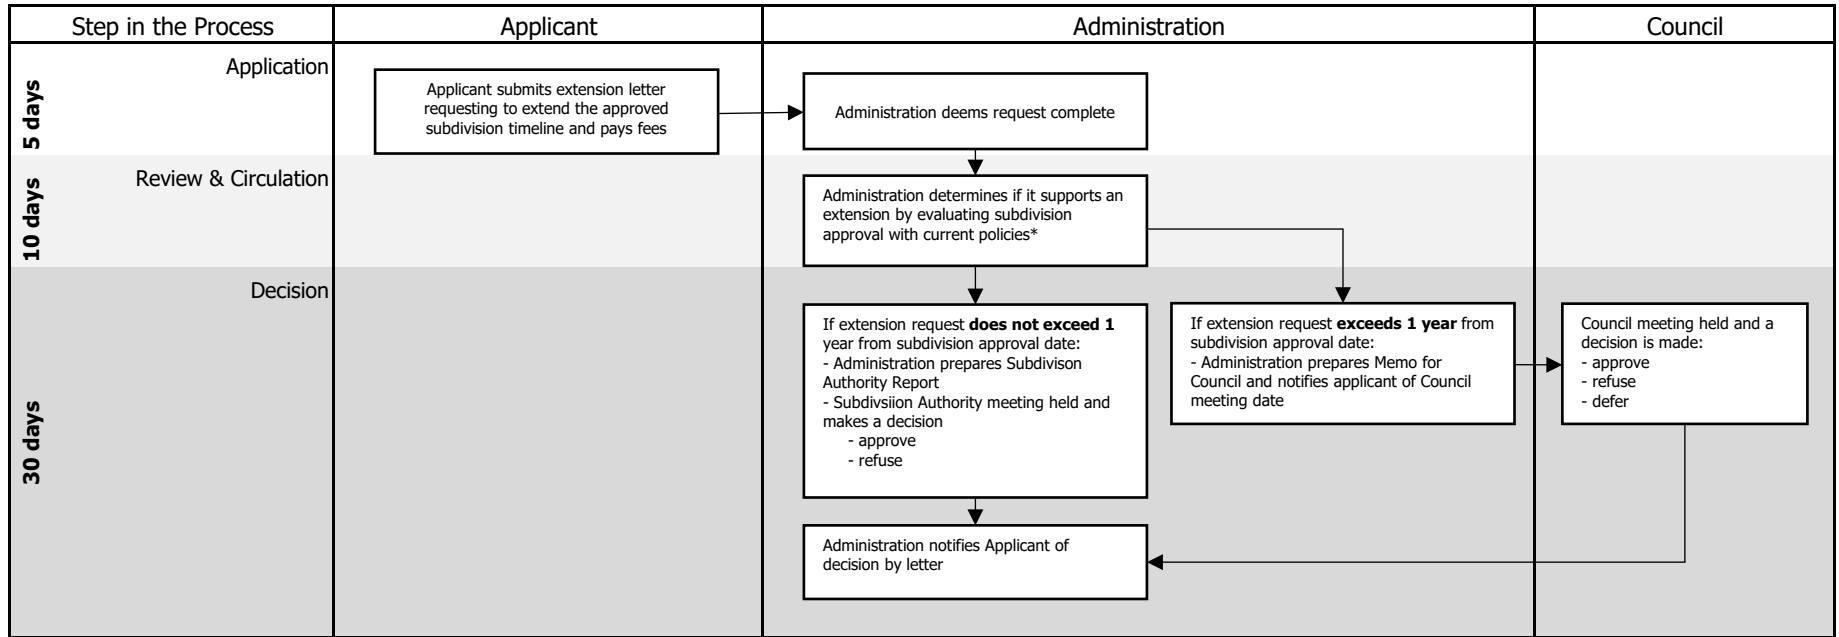 Step in the Process
Applicant
Administration
Council
5 days
Application
Applicant submits extension letter
requesting to extend the approved
subdivision timeline and pays fees
Administration deems request complete
10 days
Review & Circulation
Administration determines if it supports an
extension by evaluating subdivision
approval with current policies*
30 days
Decision
If extension request does not exceed 1
year from subdivision approval date:
- Administration prepares Subdivison
Authority Report
- Subdivsiion Authority meeting held and
makes a decision
- approve
- refuse
If extension request exceeds 1 year from
subdivision approval date:
- Administration prepares Memo for
Council and notifies applicant of Council
meeting date
Council meeting held and a
decision is made:
- approve
- refuse
- defer
Administration notifies Applicant of
decision by letter